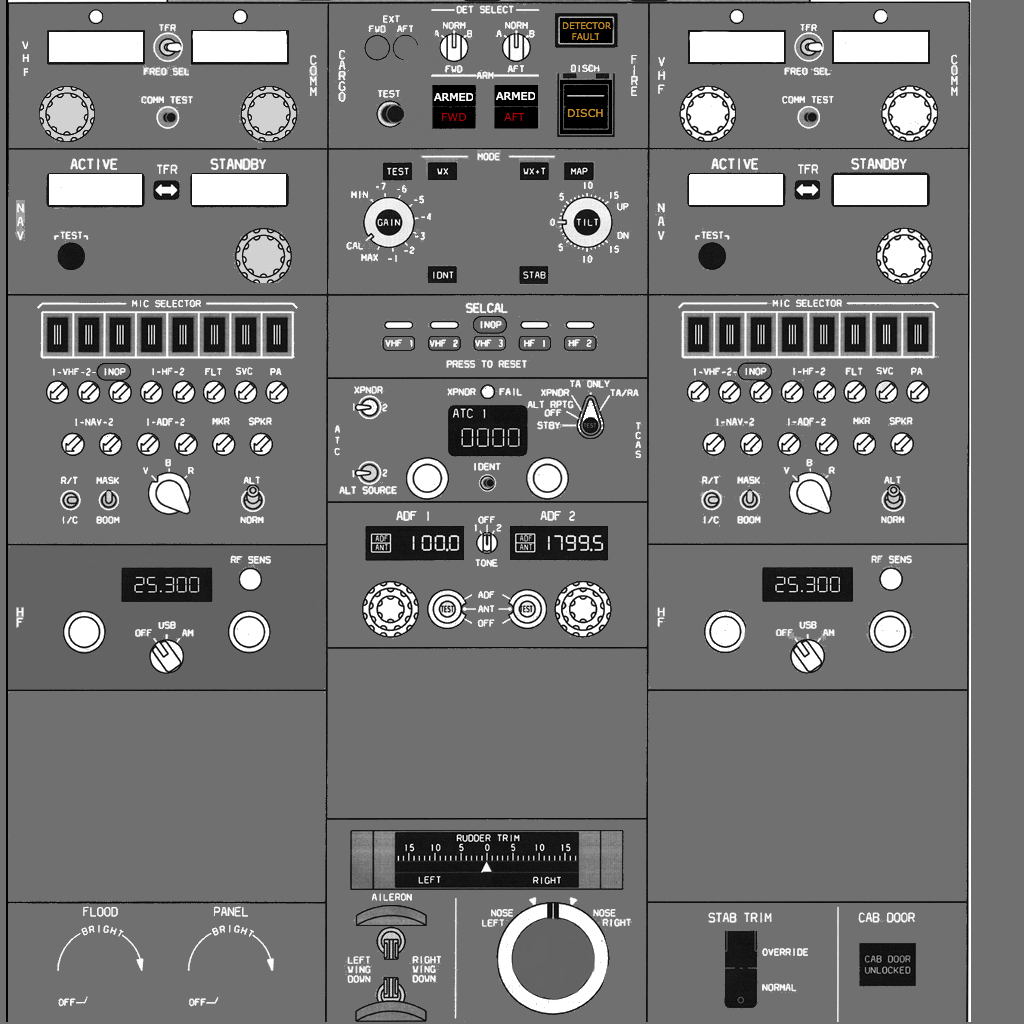 VHF
TFR
FREQ SEL
COMM
COMM TEST
ACTIVE
TFR
STANDBY
NAV
TEST
MIC SELECTOR
1-VHF-2- INOP 1-HF-2 FLT SVC PA
1-NAV-2 1-ADF-2 MKR SPKR
V B R
R/T MASK ALT
I/C BOOM NORM
HF
25.300
RF SENS
OFF USB AM
FLOOD
BRIGHT
OFF
PANEL
BRIGHT
OFF
CARGO
EXT
FWD AFT
DET SELECT
NORM
A B
FWD
NORM
A B
AFT
DETECTOR
FAULT
FIRE
ARM
TEST
ARMED
FWD
ARMED
AFT
DISCH
DISCH
MODE
TEST WX WX+T MAP
MIN -7 -6 -5 -4 -3 -2 -1 MAX CAL
GAIN
10 15 UP
5
0
TILT
5
10 15 DN
IDNT STAB
SELCAL
INOP
VHF 1 VHF 2 VHF 3 HF 1 HF 2
PRESS TO RESET
ATC
XPNDR
1 2
XPNDR FAIL
ATC 1
0000
TA ONLY
XPNDR TA/RA
ALT RPTG
OFF
STBY
TEST
TCAS
1 2
ALT SOURCE
IDENT
ADF 1
OFF
1 1 2
TONE
ADF 2
ADF
ANT
100.0
ADF
ANT
1799.5
TEST
ADF
ANT
OFF
TEST
RUDDER TRIM
15 10 5 0 5 10 15
LEFT RIGHT
AILERON
LEFT
WING
DOWN
RIGHT
WING
DOWN
NOSE
LEFT
NOSE
RIGHT
VHF
TFR
FREQ SEL
COMM
COMM TEST
ACTIVE
TFR
STANDBY
NAV
TEST
MIC SELECTOR
1-VHF-2- INOP 1-HF-2 FLT SVC PA
1-NAV-2 1-ADF-2 MKR SPKR
V B R
R/T MASK ALT
I/C BOOM NORM
HF
25.300
RF SENS
OFF USB AM
STAB TRIM
OVERRIDE
NORMAL
CAB DOOR
CAB DOOR
UNLOCKED